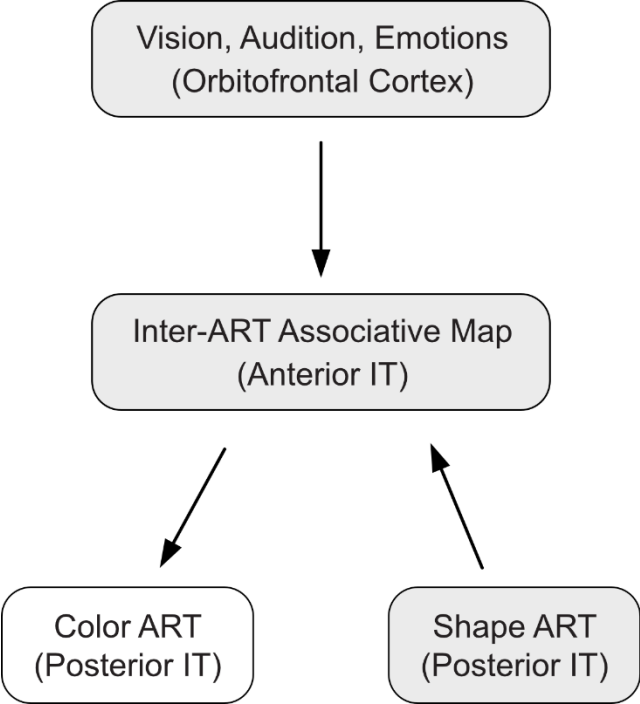 Vision, Audition, Emotions
(Orbitofrontal Cortex)
Inter-ART Associative Map
(Anterior IT)
Color ART
(Posterior IT)
Shape ART
(Posterior IT)